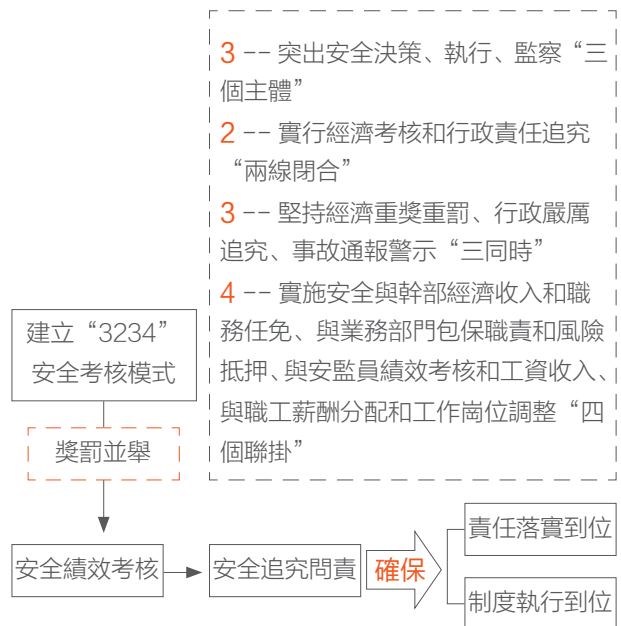 3 -- 突出安全決策、執行、監察“三
個主體”
2 -- 實行經濟考核和行政責任追究
“兩線閉合”
3 -- 堅持經濟重獎重罰、行政嚴厲
追究、事故通報警示“三同時”
4 -- 實施安全與幹部經濟收入和職
務任免、與業務部門包保職責和風險
抵押、與安監員績效考核和工資收入、
與職工薪酬分配和工作崗位調整“四
個聯掛”
建立“3234”
安全考核模式
獎罰並舉
安全績效考核
安全追究問責
確保
責任落實到位
制度執行到位